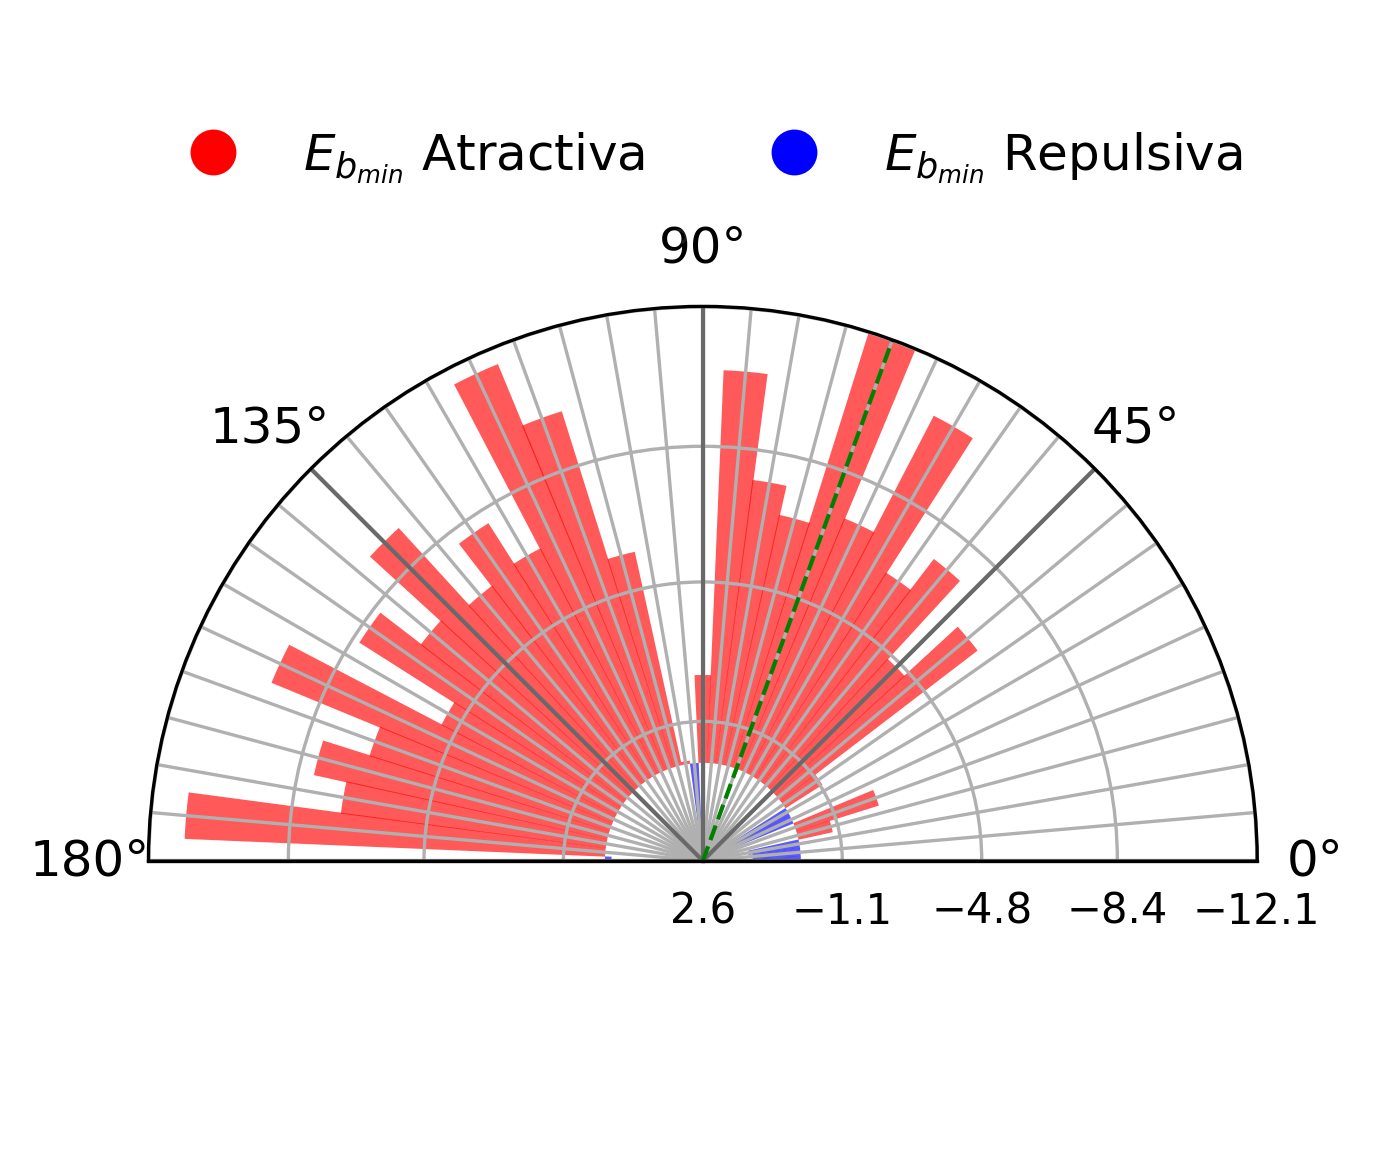 E_{b_{min}} Atractiva E_{b_{min}} Repulsiva
90°
135° 45°
180° 0°
2.6 −1.1 −4.8 −8.4 −12.1